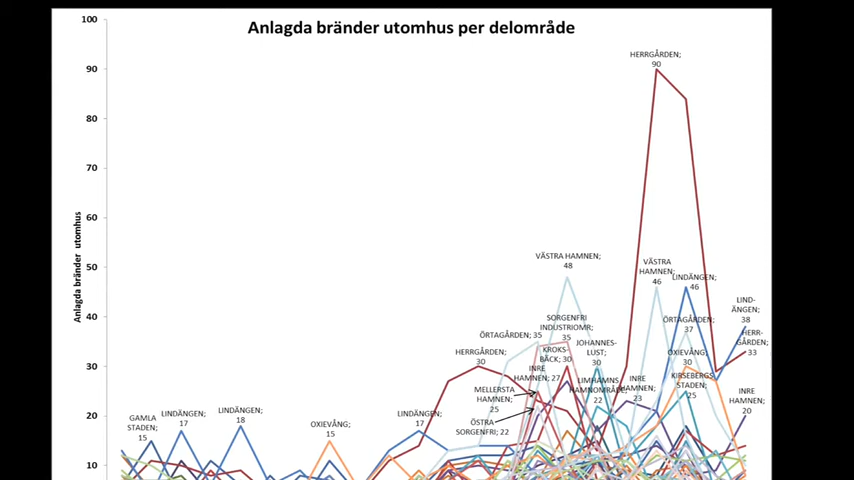 Anlagda bränder utomhus per delområde
100
90
80
70
60
50
40
30
20
10
Anlagda bränder utomhus
HERRGÅRDEN;
90
VÄSTRA HAMNEN;
48
VÄSTRA
HAMNEN;
46
LINDÄNGEN;
46
LIND-
ÄNGEN;
38
HERR-
GÅRDEN;
33
SORGENFRI
INDUSTRIOMR;
35
ÖRTAGÅRDEN;
37
ÖRTAGÅRDEN; 35
HERRGÅRDEN;
30
KROKS-
BÄCK; 30
JOHANNES-
LUST;
30
OXIEVÅNG;
30
INRE
HAMNEN; 27
MELLERSTA
HAMNEN,
25
LIMHAMNS
HAMNOMRÅDE;
22
INRE
HAMNEN;
23
KIRSEBERGS
STADEN;
25
INRE
HAMNEN;
20
ÖSTRA
SORGENFRI; 22
GAMLA
STADEN;
15
LINDÄNGEN;
17
LINDÄNGEN;
18
OXIEVÅNG;
15
LINDÄNGEN;
17